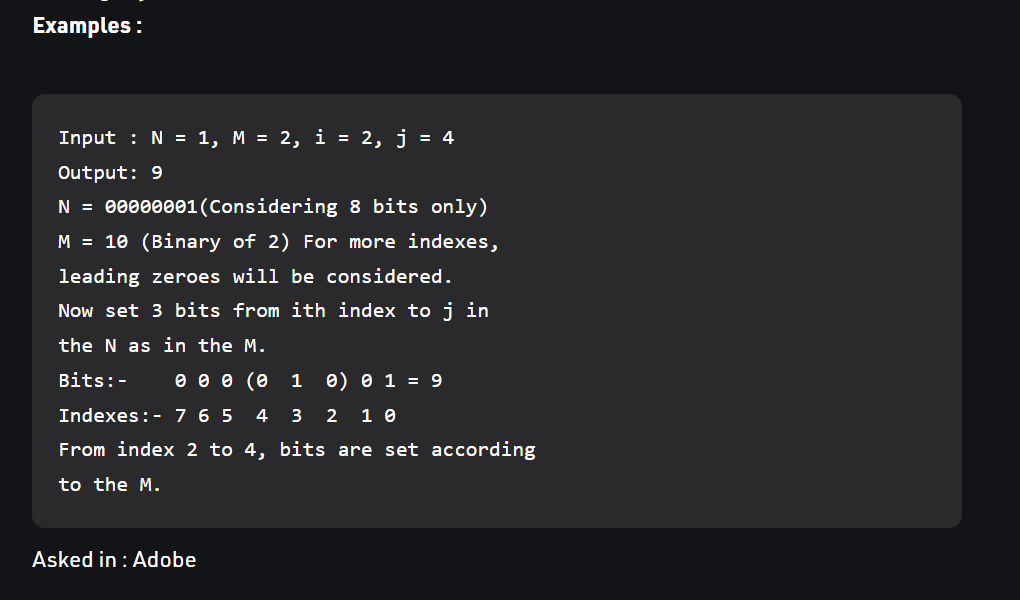 Examples :
Input : N = 1, M = 2, i = 2, j = 4
Output: 9
N = 00000001(Considering 8 bits only)
M = 10 (Binary of 2) For more indexes,
leading zeroes will be considered.
Now set 3 bits from ith index to j in
the N as in the M.
Bits:-    0 0 0 (0  1  0) 0 1 = 9
Indexes:- 7 6 5  4  3  2  1 0
From index 2 to 4, bits are set according
to the M.
Asked in : Adobe